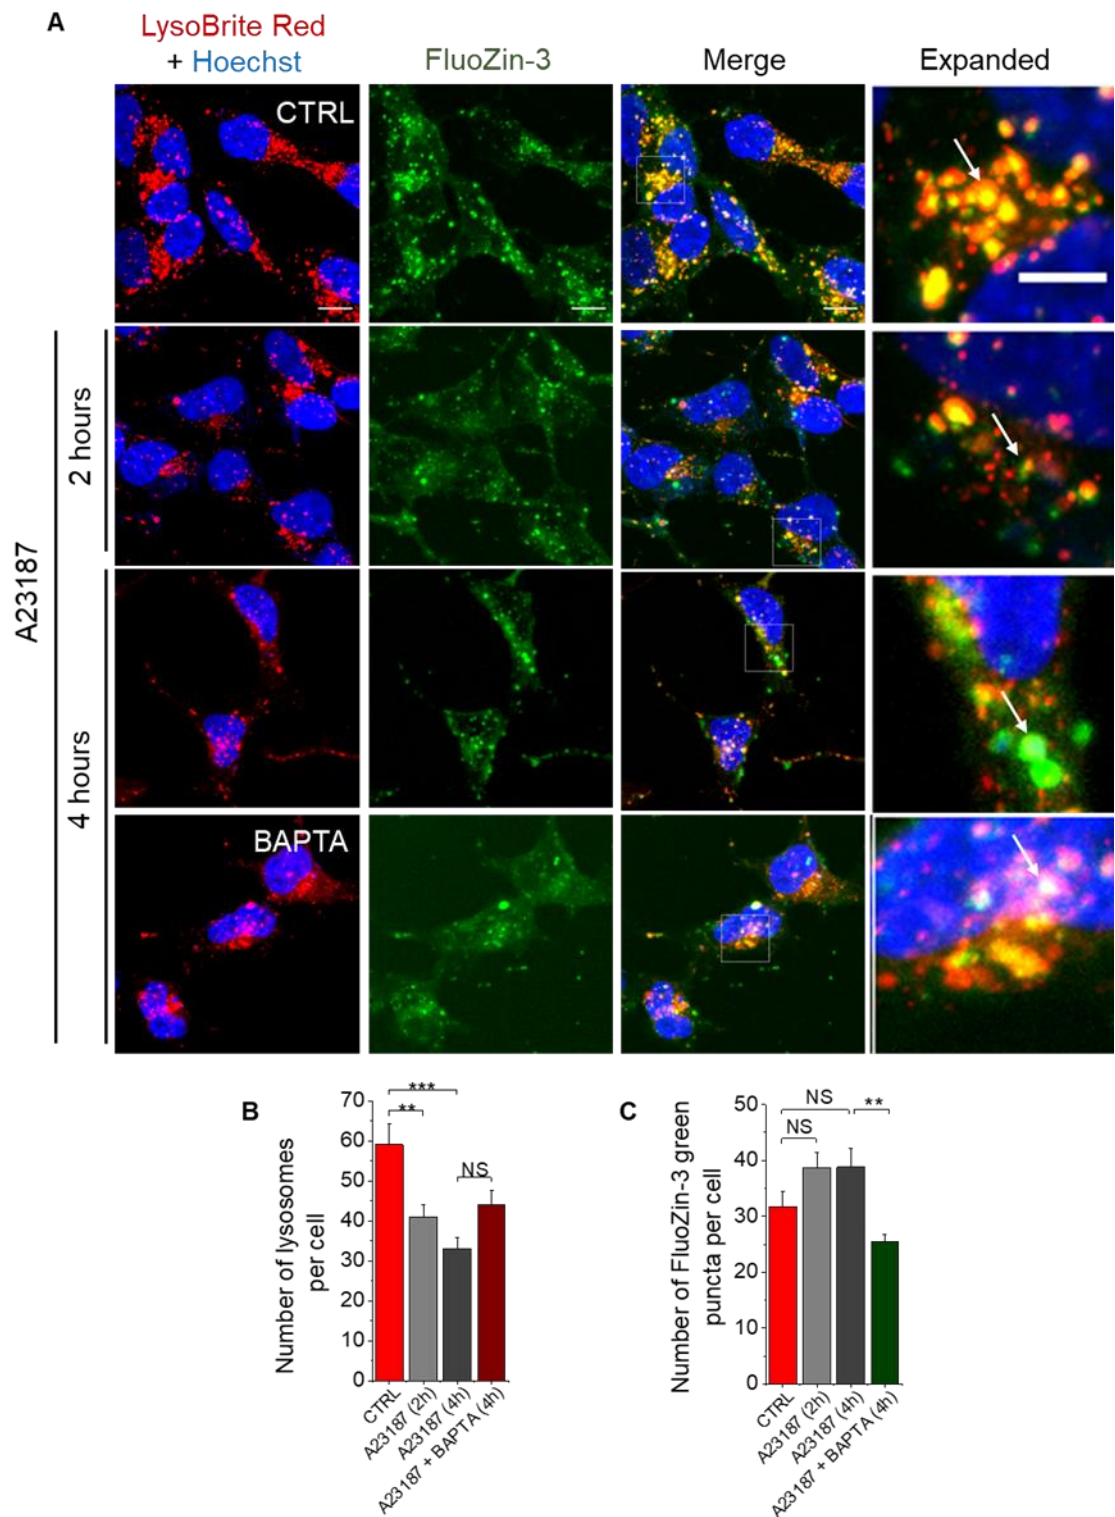 A
LysoBrite Red
+ Hoechst
FluoZin-3
Merge
Expanded
CTRL
A23187
2 hours
4 hours
BAPTA
B
Number of lysosomes
per cell
70
60
50
40
30
20
10
0
***
**
NS
CTRL
A23187 (2h)
A23187 (4h)
A23187 + BAPTA (4h)
C
Number of FluoZin-3 green
puncta per cell
50
40
30
20
10
0
NS
**
NS
CTRL
A23187 (2h)
A23187 (4h)
A23187 + BAPTA (4h)